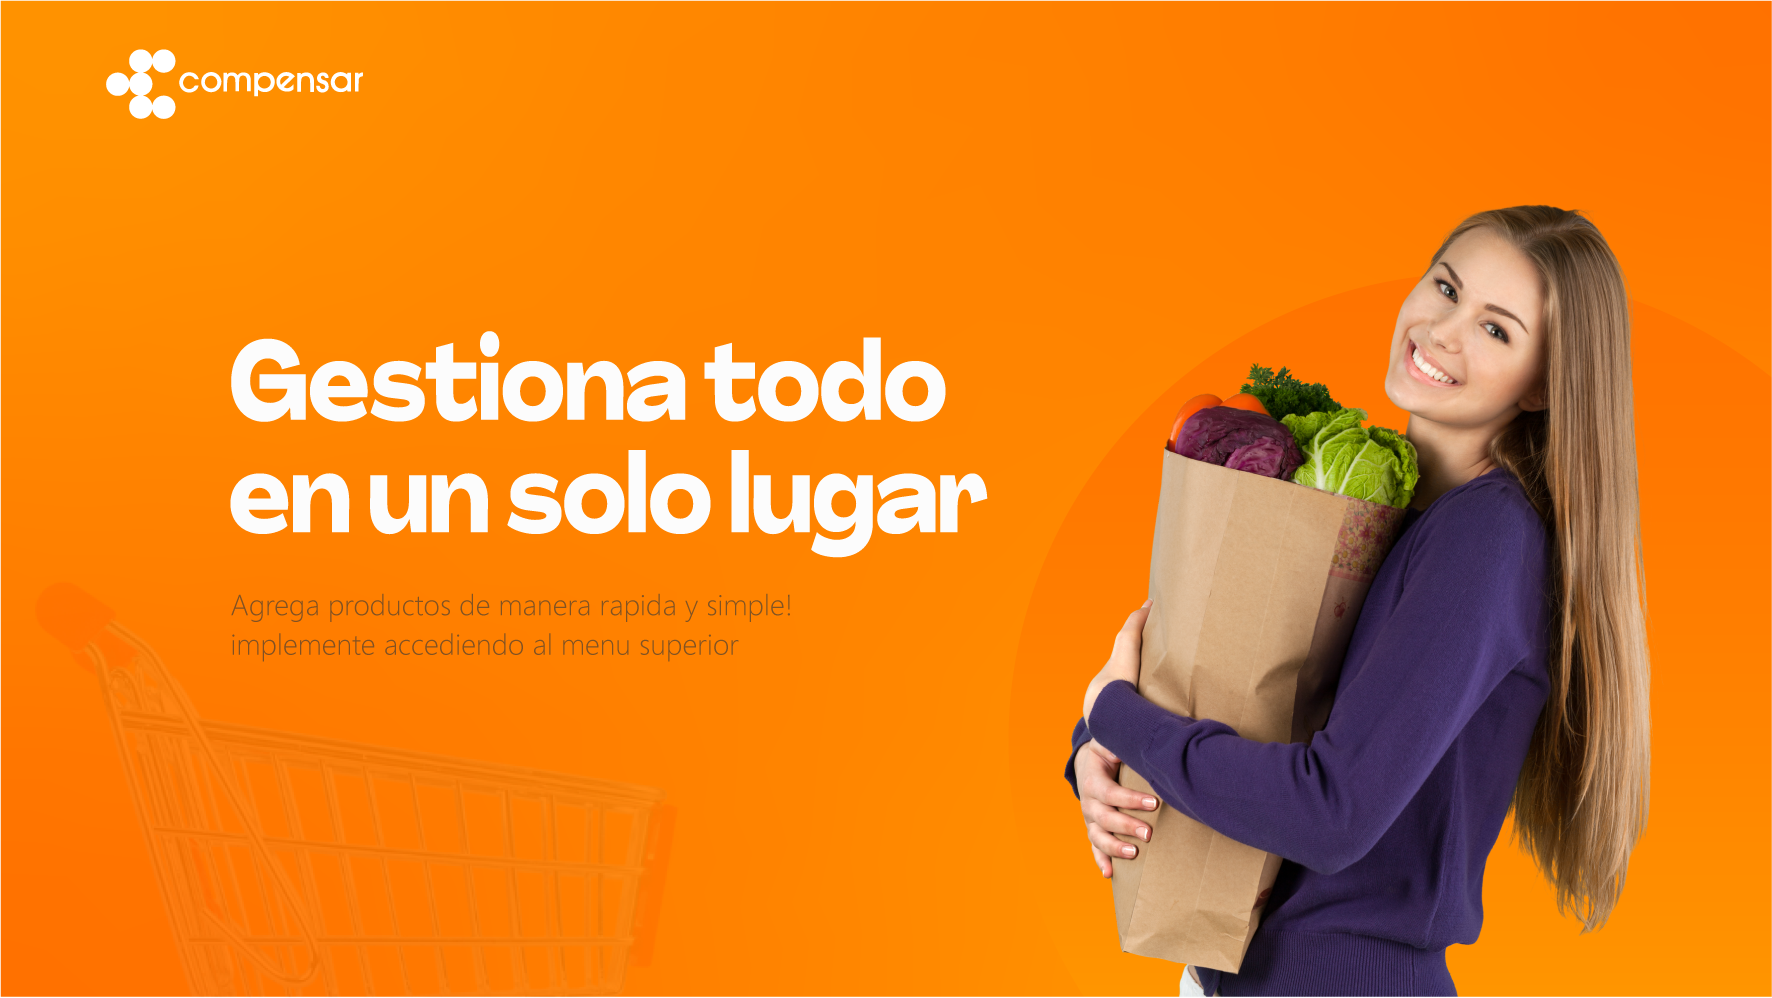 compensar
Gestiona todo
en un solo lugar
Agrega productos de manera rapida y simple!
implemente accediendo al menu superior